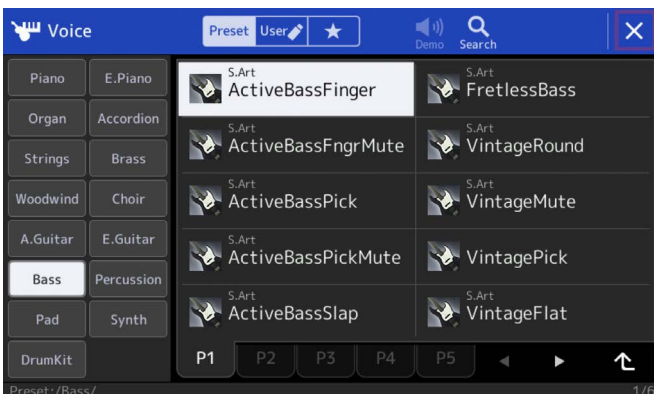 Voice
Preset User
Demo Search
Piano E.Piano
Organ Accordion
Strings Brass
Woodwind Choir
A.Guitar E.Guitar
Bass Percussion
Pad Synth
DrumKit
S.Art S.Art
ActiveBassFinger FretlessBass
S.Art S.Art
ActiveBassFngrMute VintageRound
S.Art S.Art
ActiveBassPick VintageMute
S.Art
ActiveBassPickMute VintagePick
S.Art S.Art
ActiveBassSlap VintageFlat
P1 P2 P3 P4 P5
Preset:/Bass/ 1/6